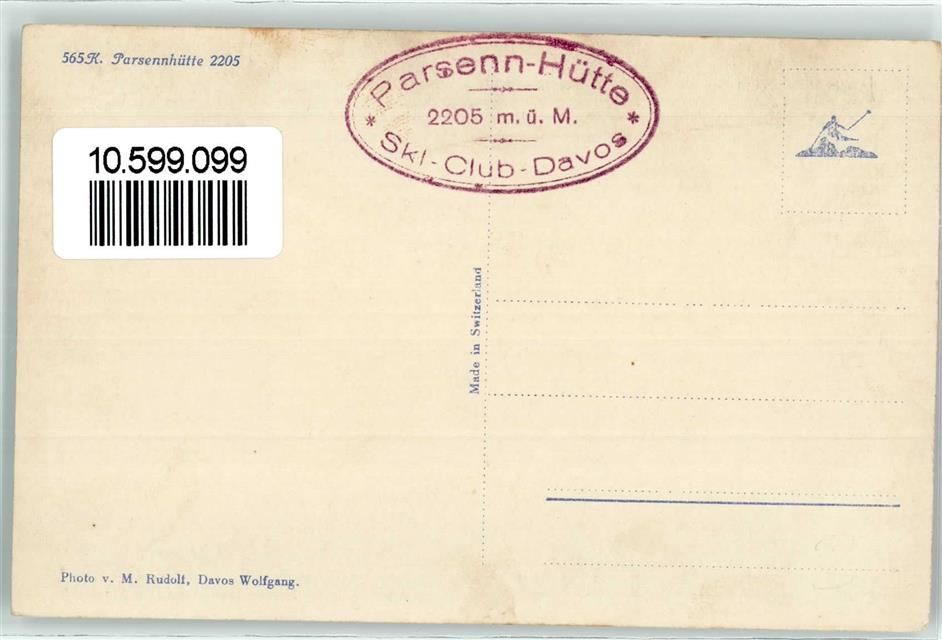 565K. Parsennhütte 2205
Parsenn-Hütte
* 2205 m. ü. M. *
Ski-Club-Davos
10.599.099
Made in Switzerland
Photo v. M. Rudolf, Davos Wolfgang.